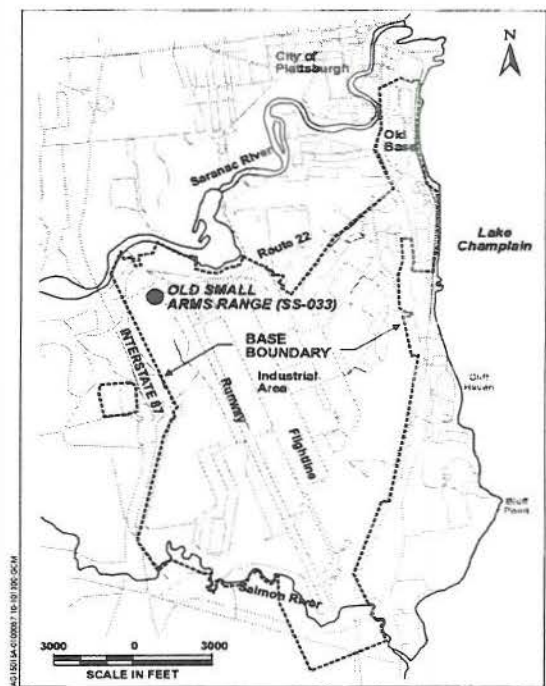 N
City of
Plattsburgh
Old
Base
Saranac River
Route 22
Lake
Champlain
OLD SMALL
ARMS RANGE (SS-033)
INTERSTATE 87
BASE
BOUNDARY
Industrial
Area
Runway
Flightline
Cliff
Haven
Bluff
Point
Salmon River
3000 0 3000
SCALE IN FEET